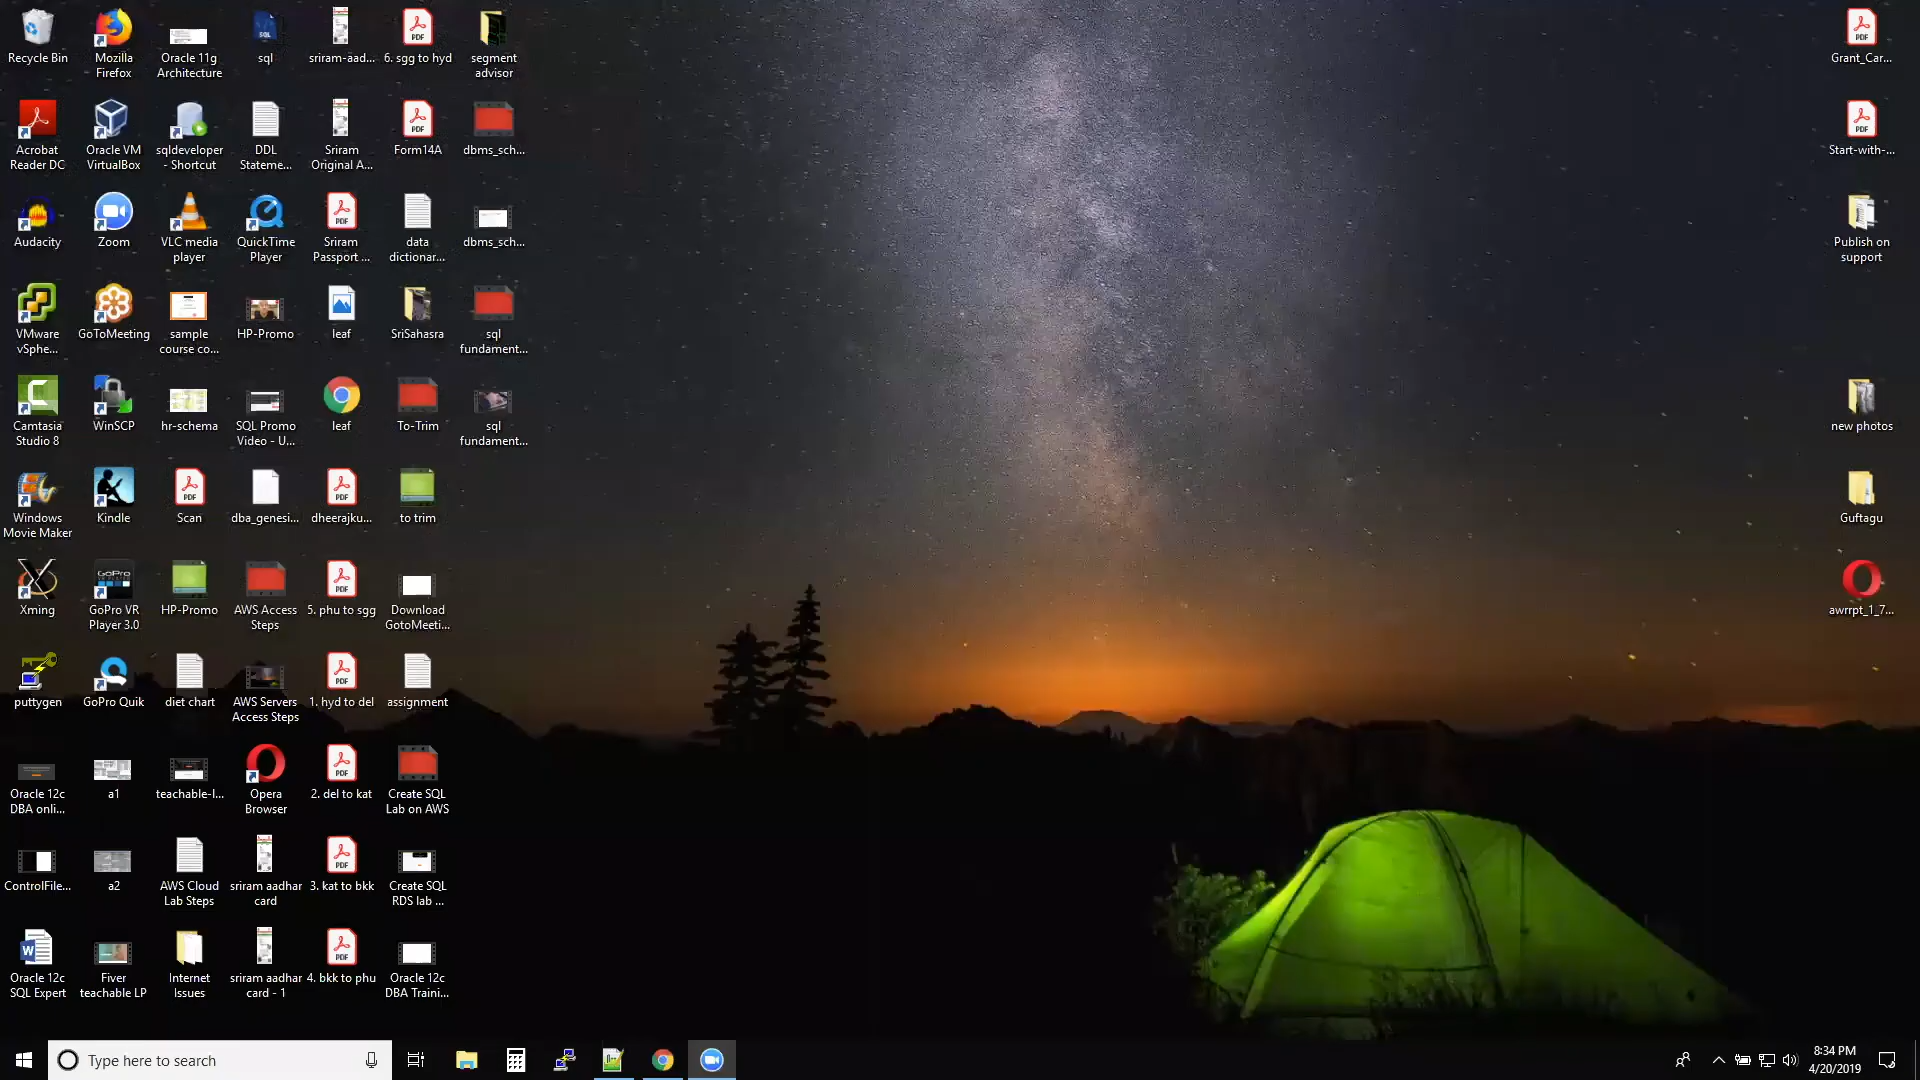 Recycle Bin
Mozilla
Firefox
Oracle 11g
Architecture
sql
sriram-aad...
6. sgg to hyd
segment
advisor
Grant_Car...
Acrobat
Reader DC
Oracle VM
VirtualBox
sqldeveloper
- Shortcut
DDL
Stateme...
Sriram
Original A...
Form14A
dbms_sch...
Start-with-...
Audacity
Zoom
VLC media
player
QuickTime
Player
Sriram
Passport ...
data
dictionar...
dbms_sch...
Publish on
support
VMware
vSphe...
GoToMeeting
sample
course co...
HP-Promo
leaf
SriSahasra
sql
fundament...
Camtasia
Studio 8
WinSCP
hr-schema
SQL Promo
Video - U...
leaf
To-Trim
sql
fundament...
new photos
Windows
Movie Maker
Kindle
Scan
dba_genesi...
dheerajku...
to trim
Guftagu
Xming
GoPro VR
Player 3.0
HP-Promo
AWS Access
Steps
5. phu to sgg
Download
GotoMeeti...
awrrpt_1_7...
puttygen
GoPro Quik
diet chart
AWS Servers
Access Steps
1. hyd to del
assignment
Oracle 12c
DBA onli...
a1
teachable-l...
Opera
Browser
2. del to kat
Create SQL
Lab on AWS
ControlFile...
a2
AWS Cloud
Lab Steps
sriram aadhar
card
3. kat to bkk
Create SQL
RDS lab ...
Oracle 12c
SQL Expert
Fiver
teachable LP
Internet
Issues
sriram aadhar
card - 1
4. bkk to phu
Oracle 12c
DBA Traini...
Type here to search
8:34 PM
4/20/2019